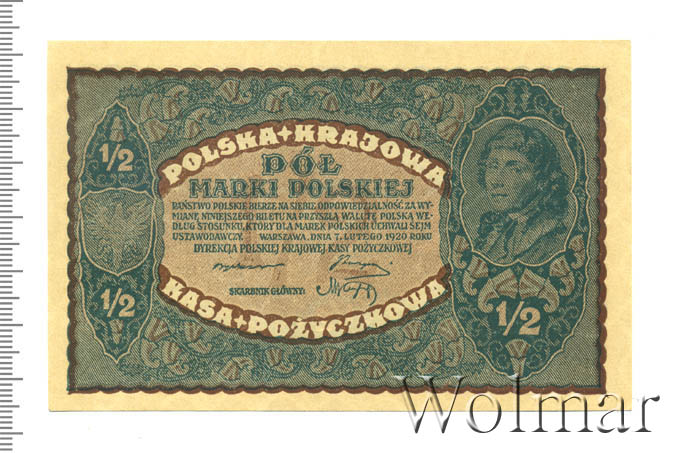 POLSKA+KRAJOWA
PÓŁ
MARKI POLSKIEJ
PAŃSTWO POLSKIE BIERZE NA SIEBIE ODPOWIEDZIALNOŚĆ ZA WY-
MIANĘ NINIEJSZEGO BILETU NA PRZYSZŁĄ WALUTĘ POLSKĄ WE-
DŁUG STOSUNKU, KTÓRY DLA MAREK POLSKICH UCHWALI SEJM
USTAWODAWCZY. WARSZAWA, DNIA 7. LUTEGO 1920 ROKU
DYREKCJA POLSKIEJ KRAJOWEJ KASY POŻYCZKOWEJ
SKARBNIK GŁÓWNY:
KASA+POŻYCZKOWA
1/2
1/2
1/2
Wolmar